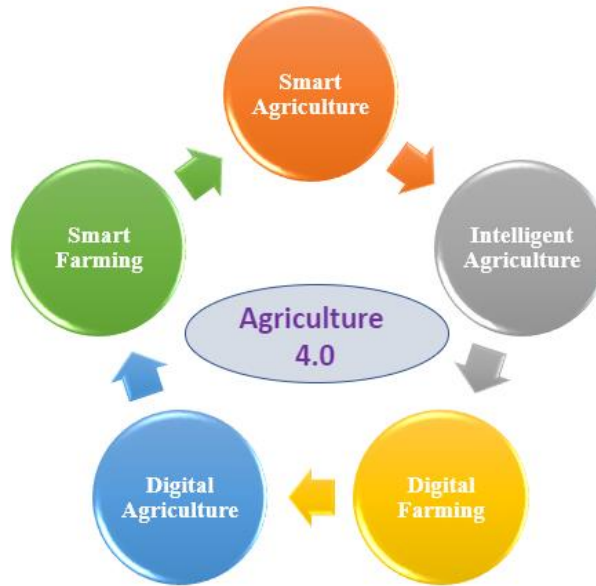 Smart
Agriculture
Intelligent
Agriculture
Digital
Farming
Digital
Agriculture
Smart
Farming
Agriculture
4.0